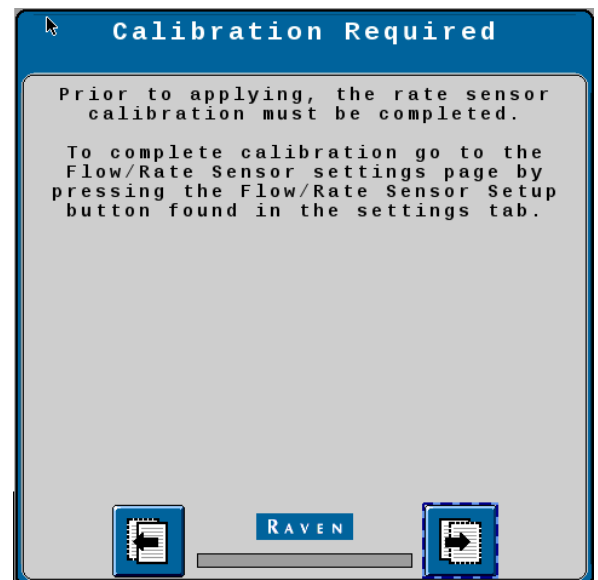 Calibration Required
Prior to applying, the rate sensor
calibration must be completed.
To complete calibration go to the
Flow/Rate Sensor settings page by
pressing the Flow/Rate Sensor Setup
button found in the settings tab.
RAVEN